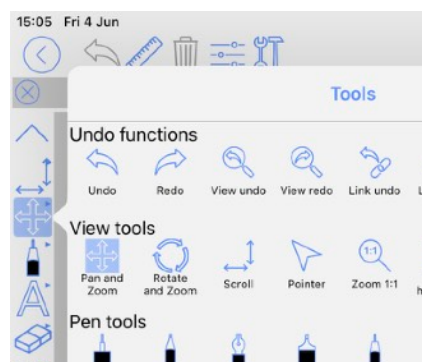 15:05 Fri 4 Jun
Tools
Undo functions
Undo Redo View undo View redo Link undo
View tools
1:1
Pan and Zoom Rotate and Zoom Scroll Pointer Zoom 1:1
Pen tools
A